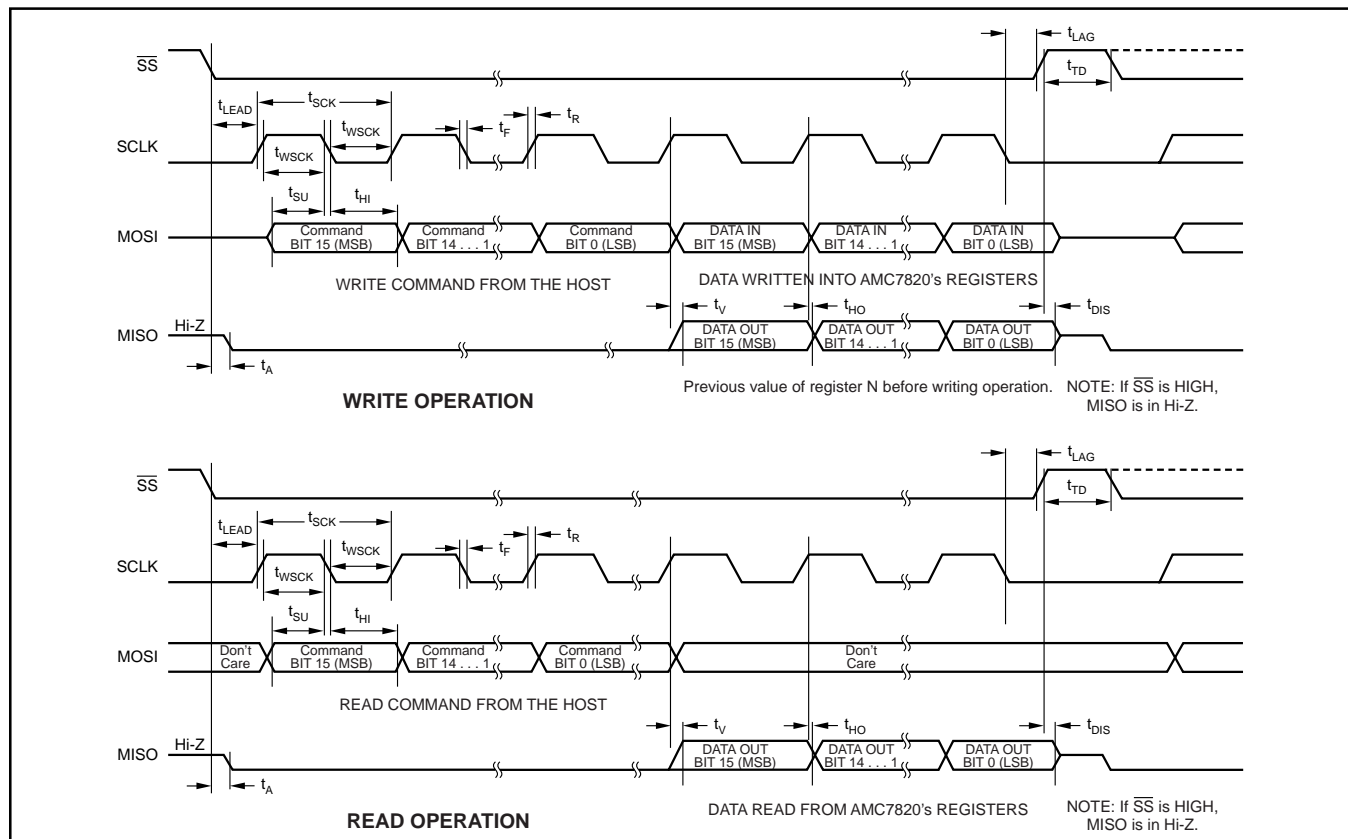 tLAG
SS
tTD
tLEAD
tSCK
tWSCK
tF
tR
SCLK
tWSCK
tSU
tHI
MOSI
Command BIT 15 (MSB)
Command BIT 14 . . . 1
Command BIT 0 (LSB)
DATA IN BIT 15 (MSB)
DATA IN BIT 14 . . . 1
DATA IN BIT 0 (LSB)
WRITE COMMAND FROM THE HOST
DATA WRITTEN INTO AMC7820's REGISTERS
tV
tHO
tDIS
MISO
Hi-Z
DATA OUT BIT 15 (MSB)
DATA OUT BIT 14 . . . 1
DATA OUT BIT 0 (LSB)
tA
Previous value of register N before writing operation.
NOTE: If SS is HIGH,
MISO is in Hi-Z.
WRITE OPERATION
tLAG
SS
tTD
tLEAD
tSCK
tWSCK
tF
tR
SCLK
tWSCK
tSU
tHI
MOSI
Don't Care
Command BIT 15 (MSB)
Command BIT 14 . . . 1
Command BIT 0 (LSB)
Don't Care
READ COMMAND FROM THE HOST
tV
tHO
tDIS
MISO
Hi-Z
DATA OUT BIT 15 (MSB)
DATA OUT BIT 14 . . . 1
DATA OUT BIT 0 (LSB)
tA
DATA READ FROM AMC7820's REGISTERS
NOTE: If SS is HIGH,
MISO is in Hi-Z.
READ OPERATION